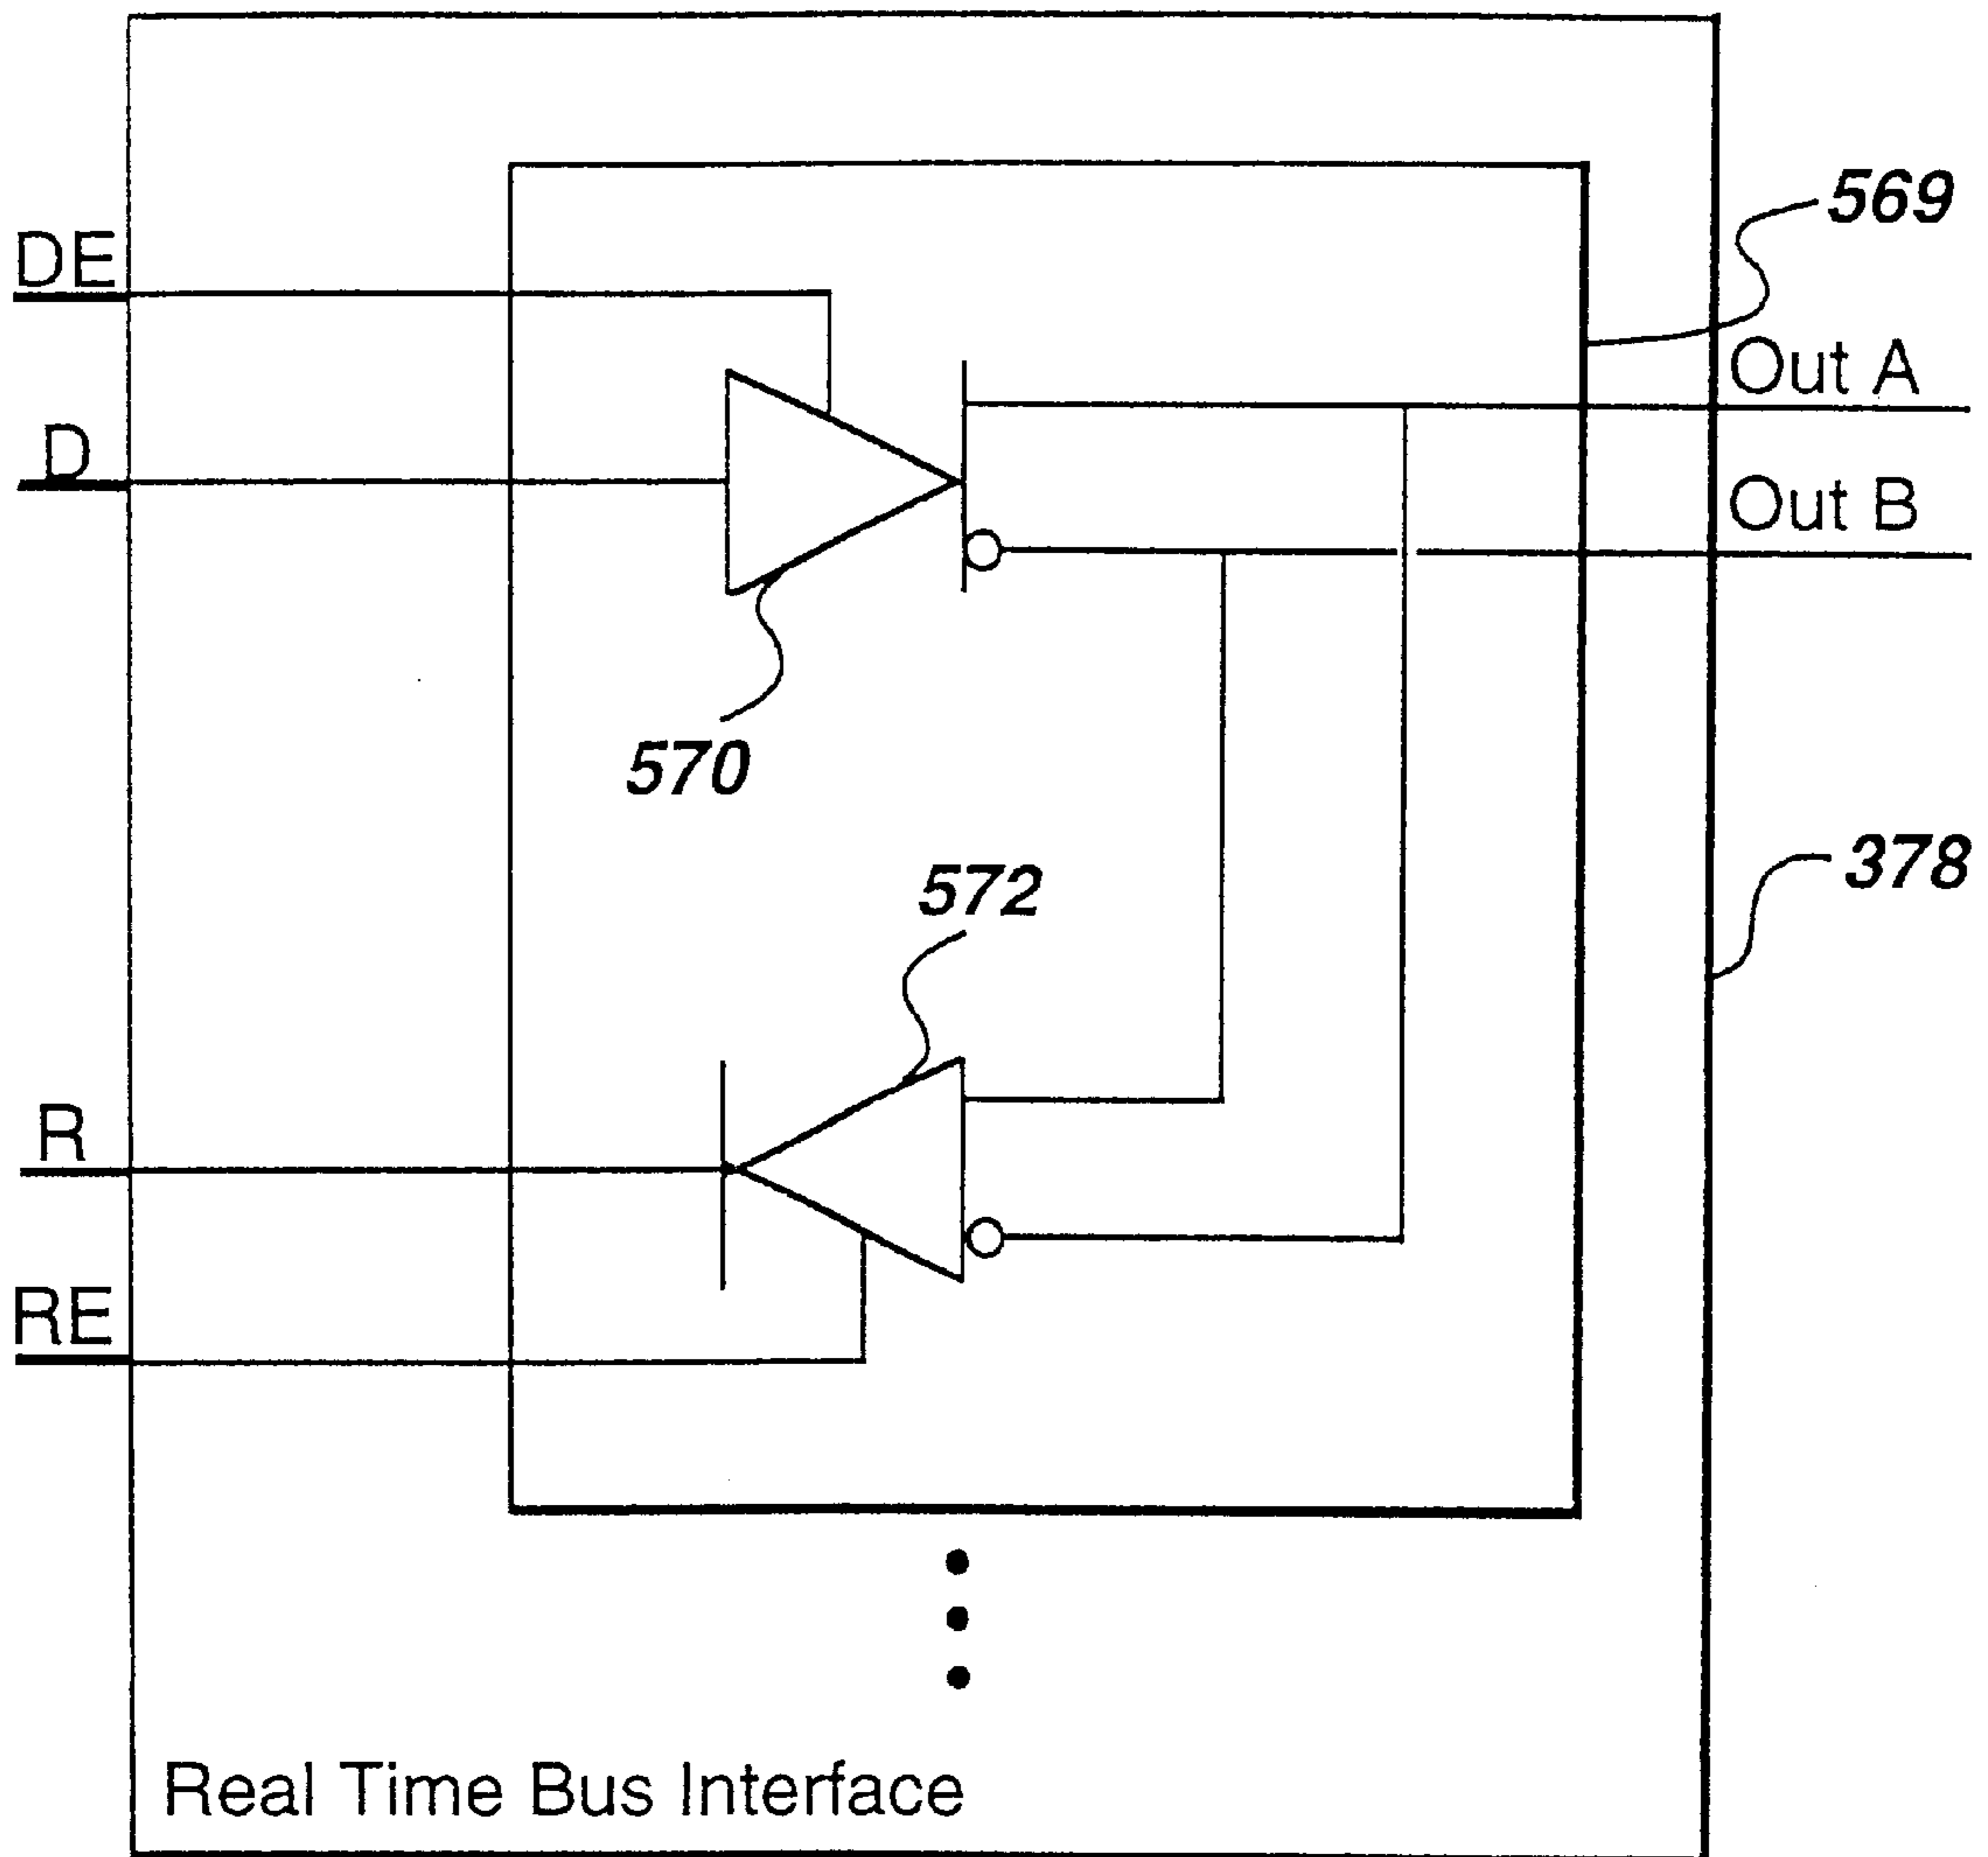 569
DE
Out A
D
Out B
570
378
572
R
RE
Real Time Bus Interface